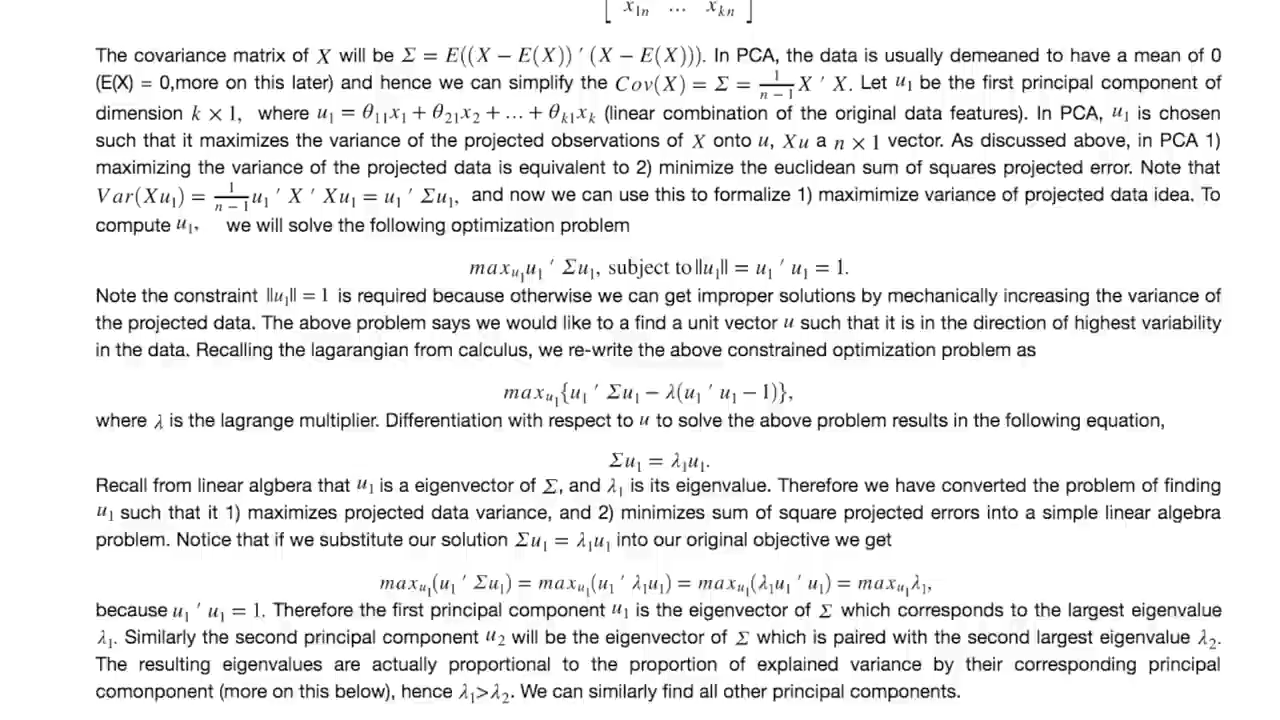 x₁ₙ ... xₖₙ
The covariance matrix of X will be Σ = E((X − E(X)) ′ (X − E(X))). In PCA, the data is usually demeaned to have a mean of 0
(E(X) = 0,more on this later) and hence we can simplify the Cov(X) = Σ = 1/(n − 1) X ′ X. Let u₁ be the first principal component of
dimension k × 1, where u₁ = θ₁₁x₁ + θ₂₁x₂ + ... + θₖ₁xₖ (linear combination of the original data features). In PCA, u₁ is chosen
such that it maximizes the variance of the projected observations of X onto u, Xu a n × 1 vector. As discussed above, in PCA 1)
maximizing the variance of the projected data is equivalent to 2) minimize the euclidean sum of squares projected error. Note that
Var(Xu₁) = 1/(n − 1) u₁ ′ X ′ Xu₁ = u₁ ′ Σu₁, and now we can use this to formalize 1) maximimize variance of projected data idea. To
compute u₁, we will solve the following optimization problem
max_u₁ u₁ ′ Σu₁, subject to ||u₁|| = u₁ ′ u₁ = 1.
Note the constraint ||u₁|| = 1 is required because otherwise we can get improper solutions by mechanically increasing the variance of
the projected data. The above problem says we would like to a find a unit vector u such that it is in the direction of highest variability
in the data. Recalling the lagarangian from calculus, we re-write the above constrained optimization problem as
max_u₁{u₁ ′ Σu₁ − λ(u₁ ′ u₁ − 1)},
where λ is the lagrange multiplier. Differentiation with respect to u to solve the above problem results in the following equation,
Σu₁ = λ₁u₁.
Recall from linear algbera that u₁ is a eigenvector of Σ, and λ₁ is its eigenvalue. Therefore we have converted the problem of finding
u₁ such that it 1) maximizes projected data variance, and 2) minimizes sum of square projected errors into a simple linear algebra
problem. Notice that if we substitute our solution Σu₁ = λ₁u₁ into our original objective we get
max_u₁(u₁ ′ Σu₁) = max_u₁(u₁ ′ λ₁u₁) = max_u₁(λ₁u₁ ′ u₁) = max_u₁ λ₁,
because u₁ ′ u₁ = 1. Therefore the first principal component u₁ is the eigenvector of Σ which corresponds to the largest eigenvalue
λ₁. Similarly the second principal component u₂ will be the eigenvector of Σ which is paired with the second largest eigenvalue λ₂.
The resulting eigenvalues are actually proportional to the proportion of explained variance by their corresponding principal
comonponent (more on this below), hence λ₁>λ₂. We can similarly find all other principal components.